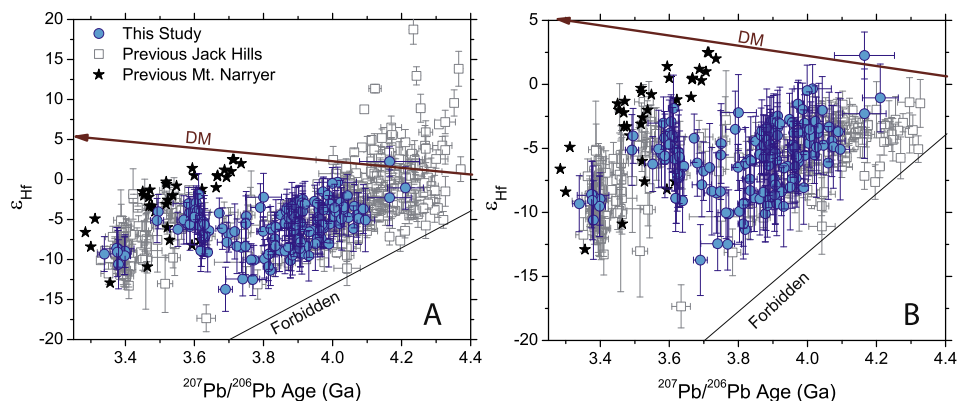 This Study
Previous Jack Hills
Previous Mt. Narryer
DM
Forbidden
A
20
15
10
5
0
-5
-10
-15
-20
3.4 3.6 3.8 4.0 4.2 4.4
εHf
²⁰⁷Pb/²⁰⁶Pb Age (Ga)
DM
Forbidden
B
5
0
-5
-10
-15
-20
3.4 3.6 3.8 4.0 4.2 4.4
εHf
²⁰⁷Pb/²⁰⁶Pb Age (Ga)